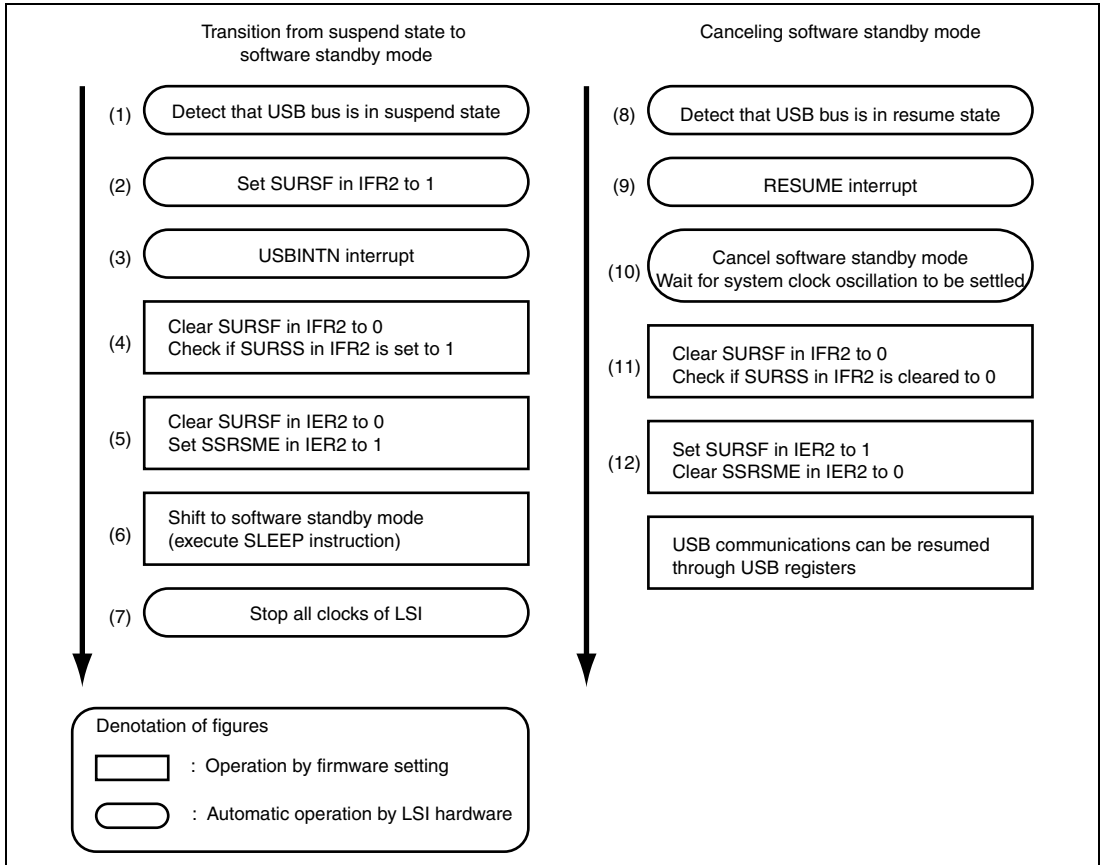 Transition from suspend state to
software standby mode
(1) Detect that USB bus is in suspend state
(2) Set SURSF in IFR2 to 1
(3) USBINTN interrupt
(4) Clear SURSF in IFR2 to 0
Check if SURSS in IFR2 is set to 1
(5) Clear SURSF in IER2 to 0
Set SSRSME in IER2 to 1
(6) Shift to software standby mode
(execute SLEEP instruction)
(7) Stop all clocks of LSI
Canceling software standby mode
(8) Detect that USB bus is in resume state
(9) RESUME interrupt
(10) Cancel software standby mode
Wait for system clock oscillation to be settled
(11) Clear SURSF in IFR2 to 0
Check if SURSS in IFR2 is cleared to 0
(12) Set SURSF in IER2 to 1
Clear SSRSME in IER2 to 0
USB communications can be resumed
through USB registers
Denotation of figures
: Operation by firmware setting
: Automatic operation by LSI hardware